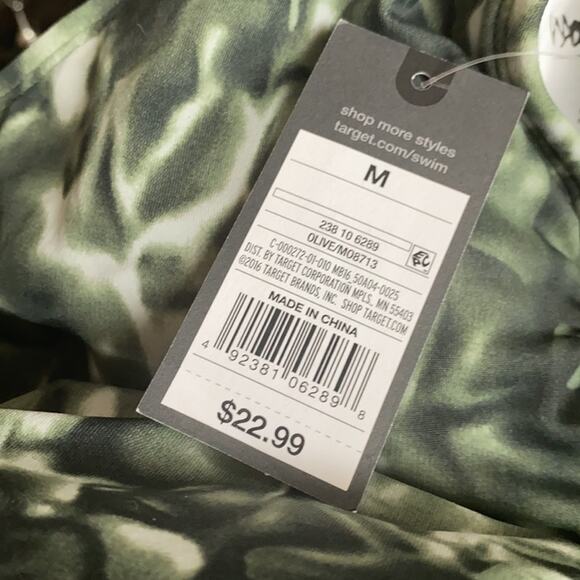 shop more styles
target.com/swim
M
238 10 6289
OLIVE/M08713
C-000272-01-010 MB16_50A04-0025
DIST. BY TARGET CORPORATION MPLS, MN 55403
©2016 TARGET BRANDS, INC. SHOP TARGET.COM
MADE IN CHINA
4 92381 06289 8
$22.99